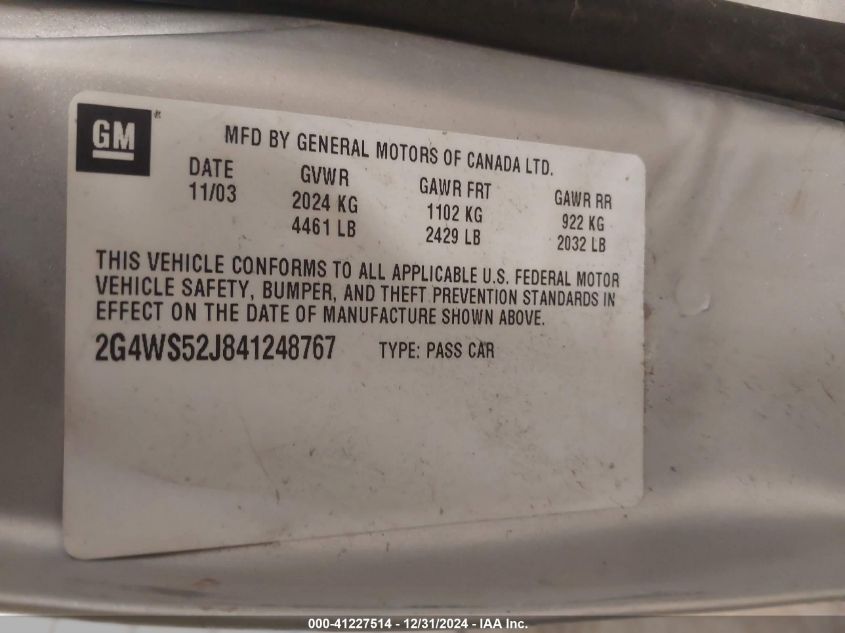 GM®
MFD BY GENERAL MOTORS OF CANADA LTD.
DATE GVWR GAWR FRT GAWR RR
11/03 2024 KG 1102 KG 922 KG
4461 LB 2429 LB 2032 LB
THIS VEHICLE CONFORMS TO ALL APPLICABLE U.S. FEDERAL MOTOR
VEHICLE SAFETY, BUMPER, AND THEFT PREVENTION STANDARDS IN
EFFECT ON THE DATE OF MANUFACTURE SHOWN ABOVE.
2G4WS52J841248767 TYPE: PASS CAR
000-41227514 - 12/31/2024 - IAA Inc.